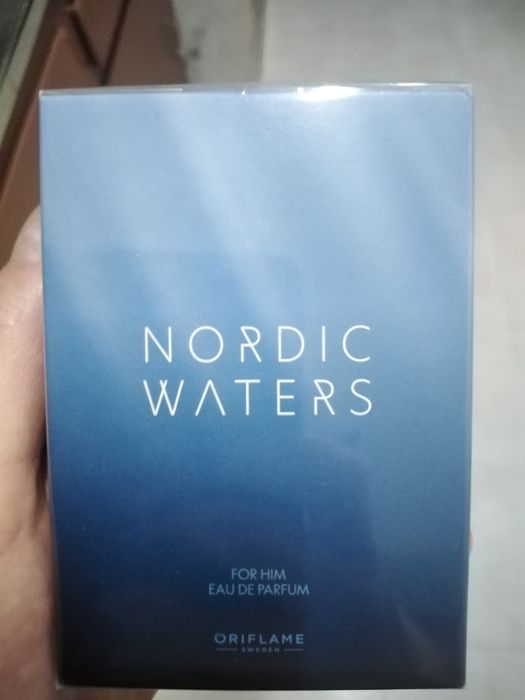 NORDIC
WATERS
FOR HIM
EAU DE PARFUM
ORIFLAME
SWEDEN